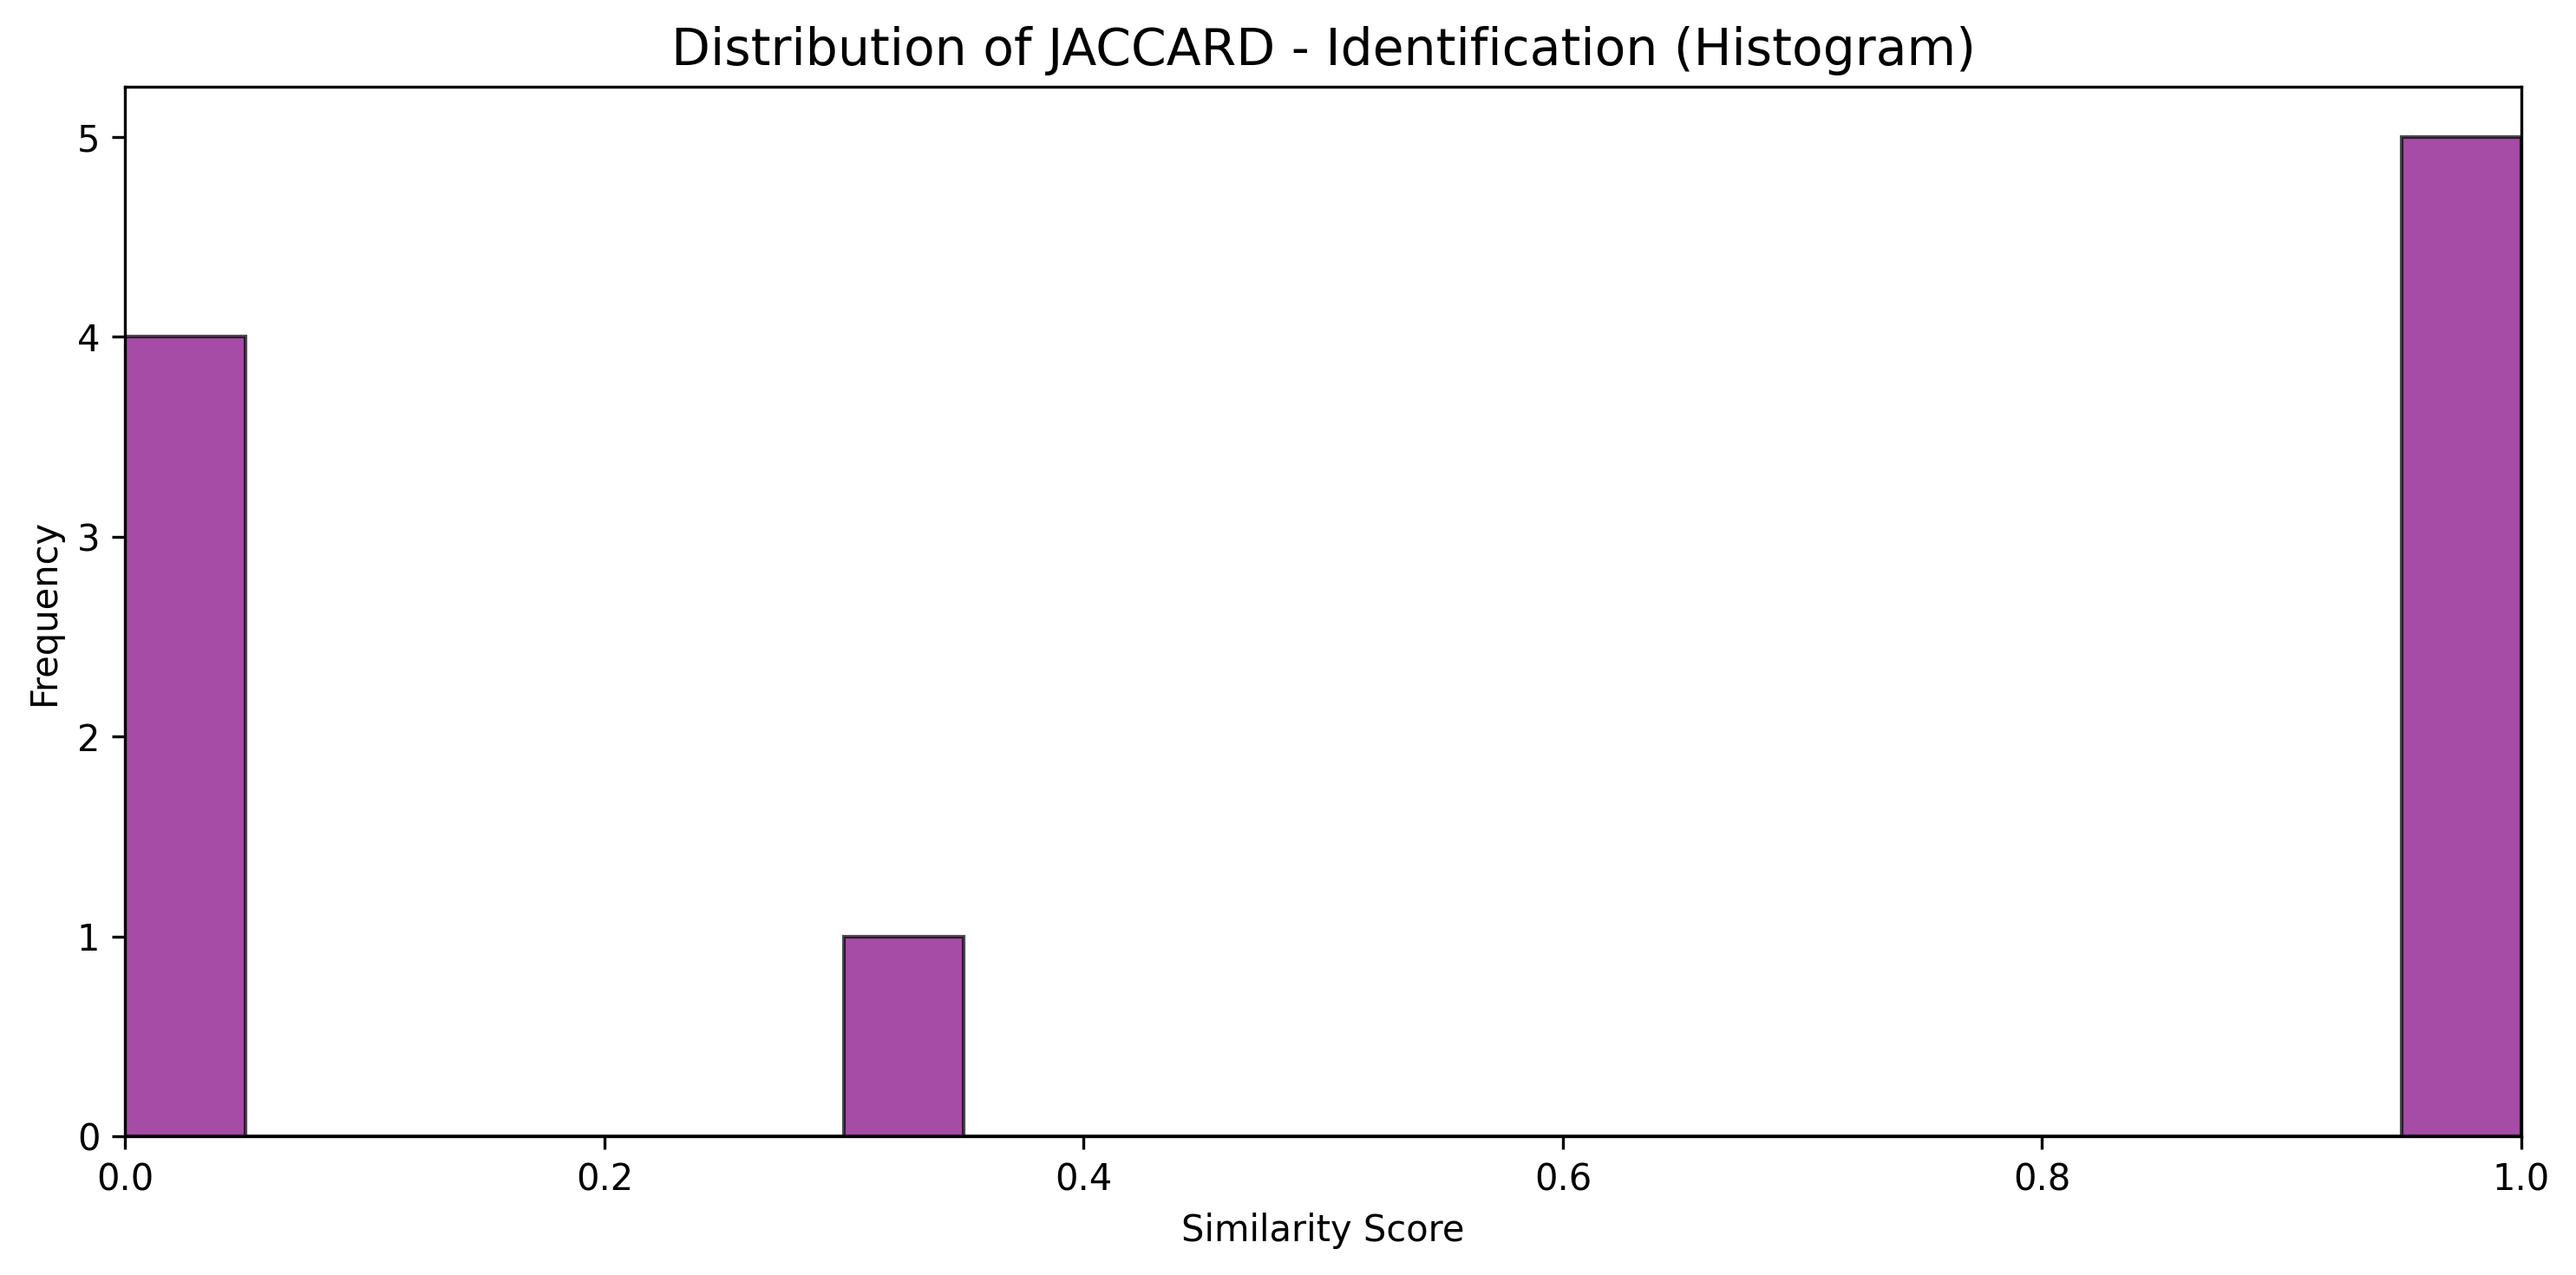 Distribution of JACCARD - Identification (Histogram)
Frequency
5
4
3
2
1
0
0.0 0.2 0.4 0.6 0.8 1.0
Similarity Score